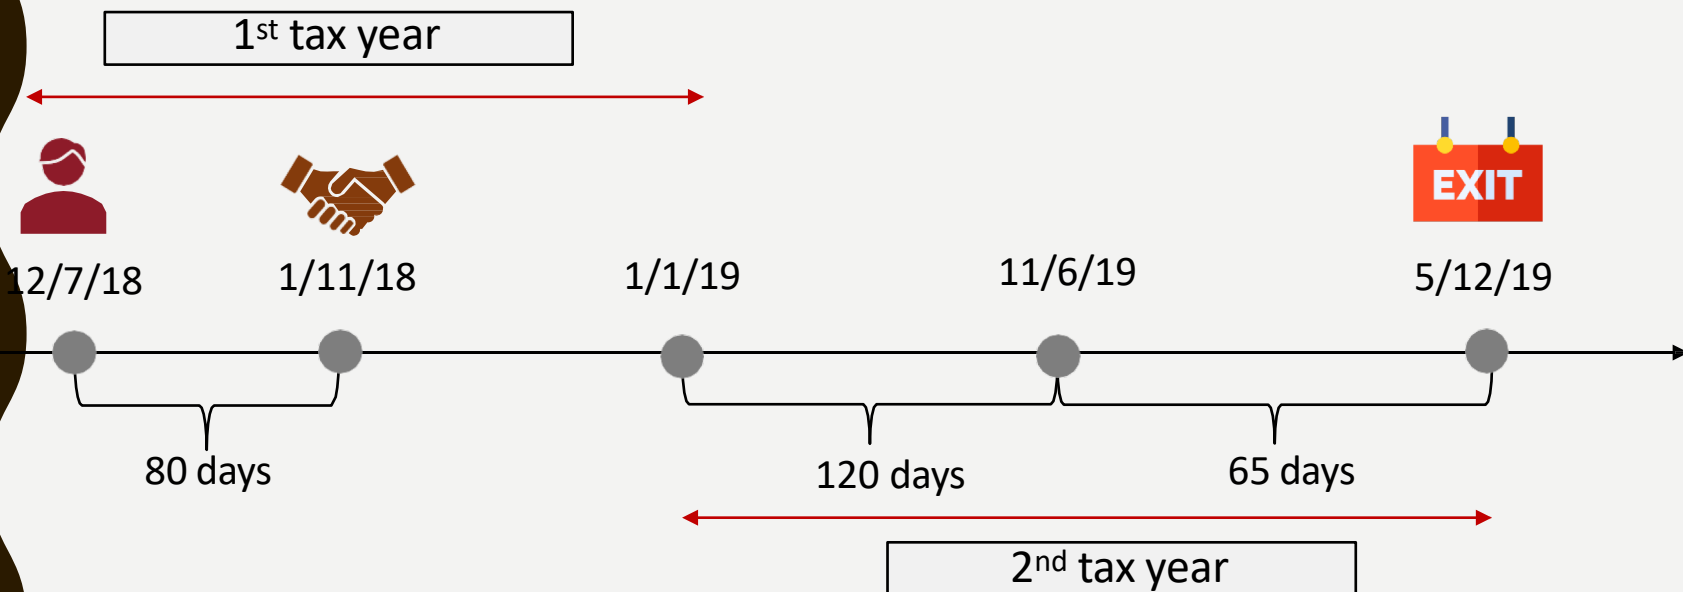 1st tax year
EXIT
12/7/18 1/11/18 1/1/19 11/6/19 5/12/19
80 days 120 days 65 days
2nd tax year